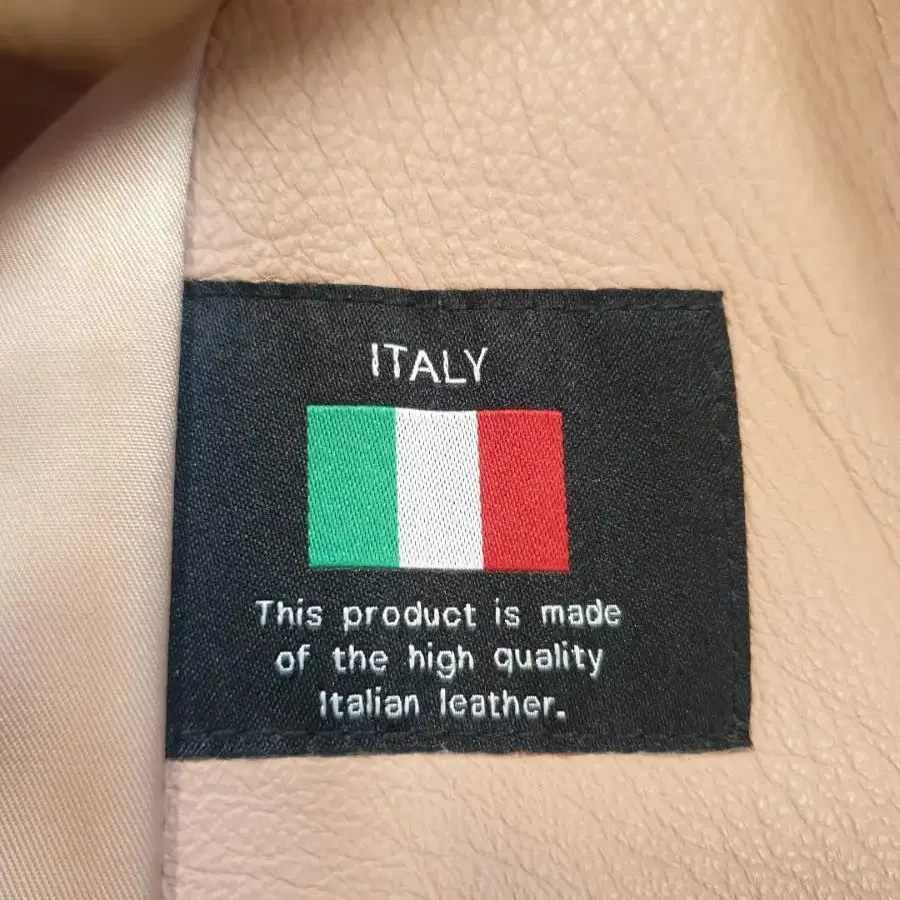 ITALY
This product is made
of the high quality
Italian leather.